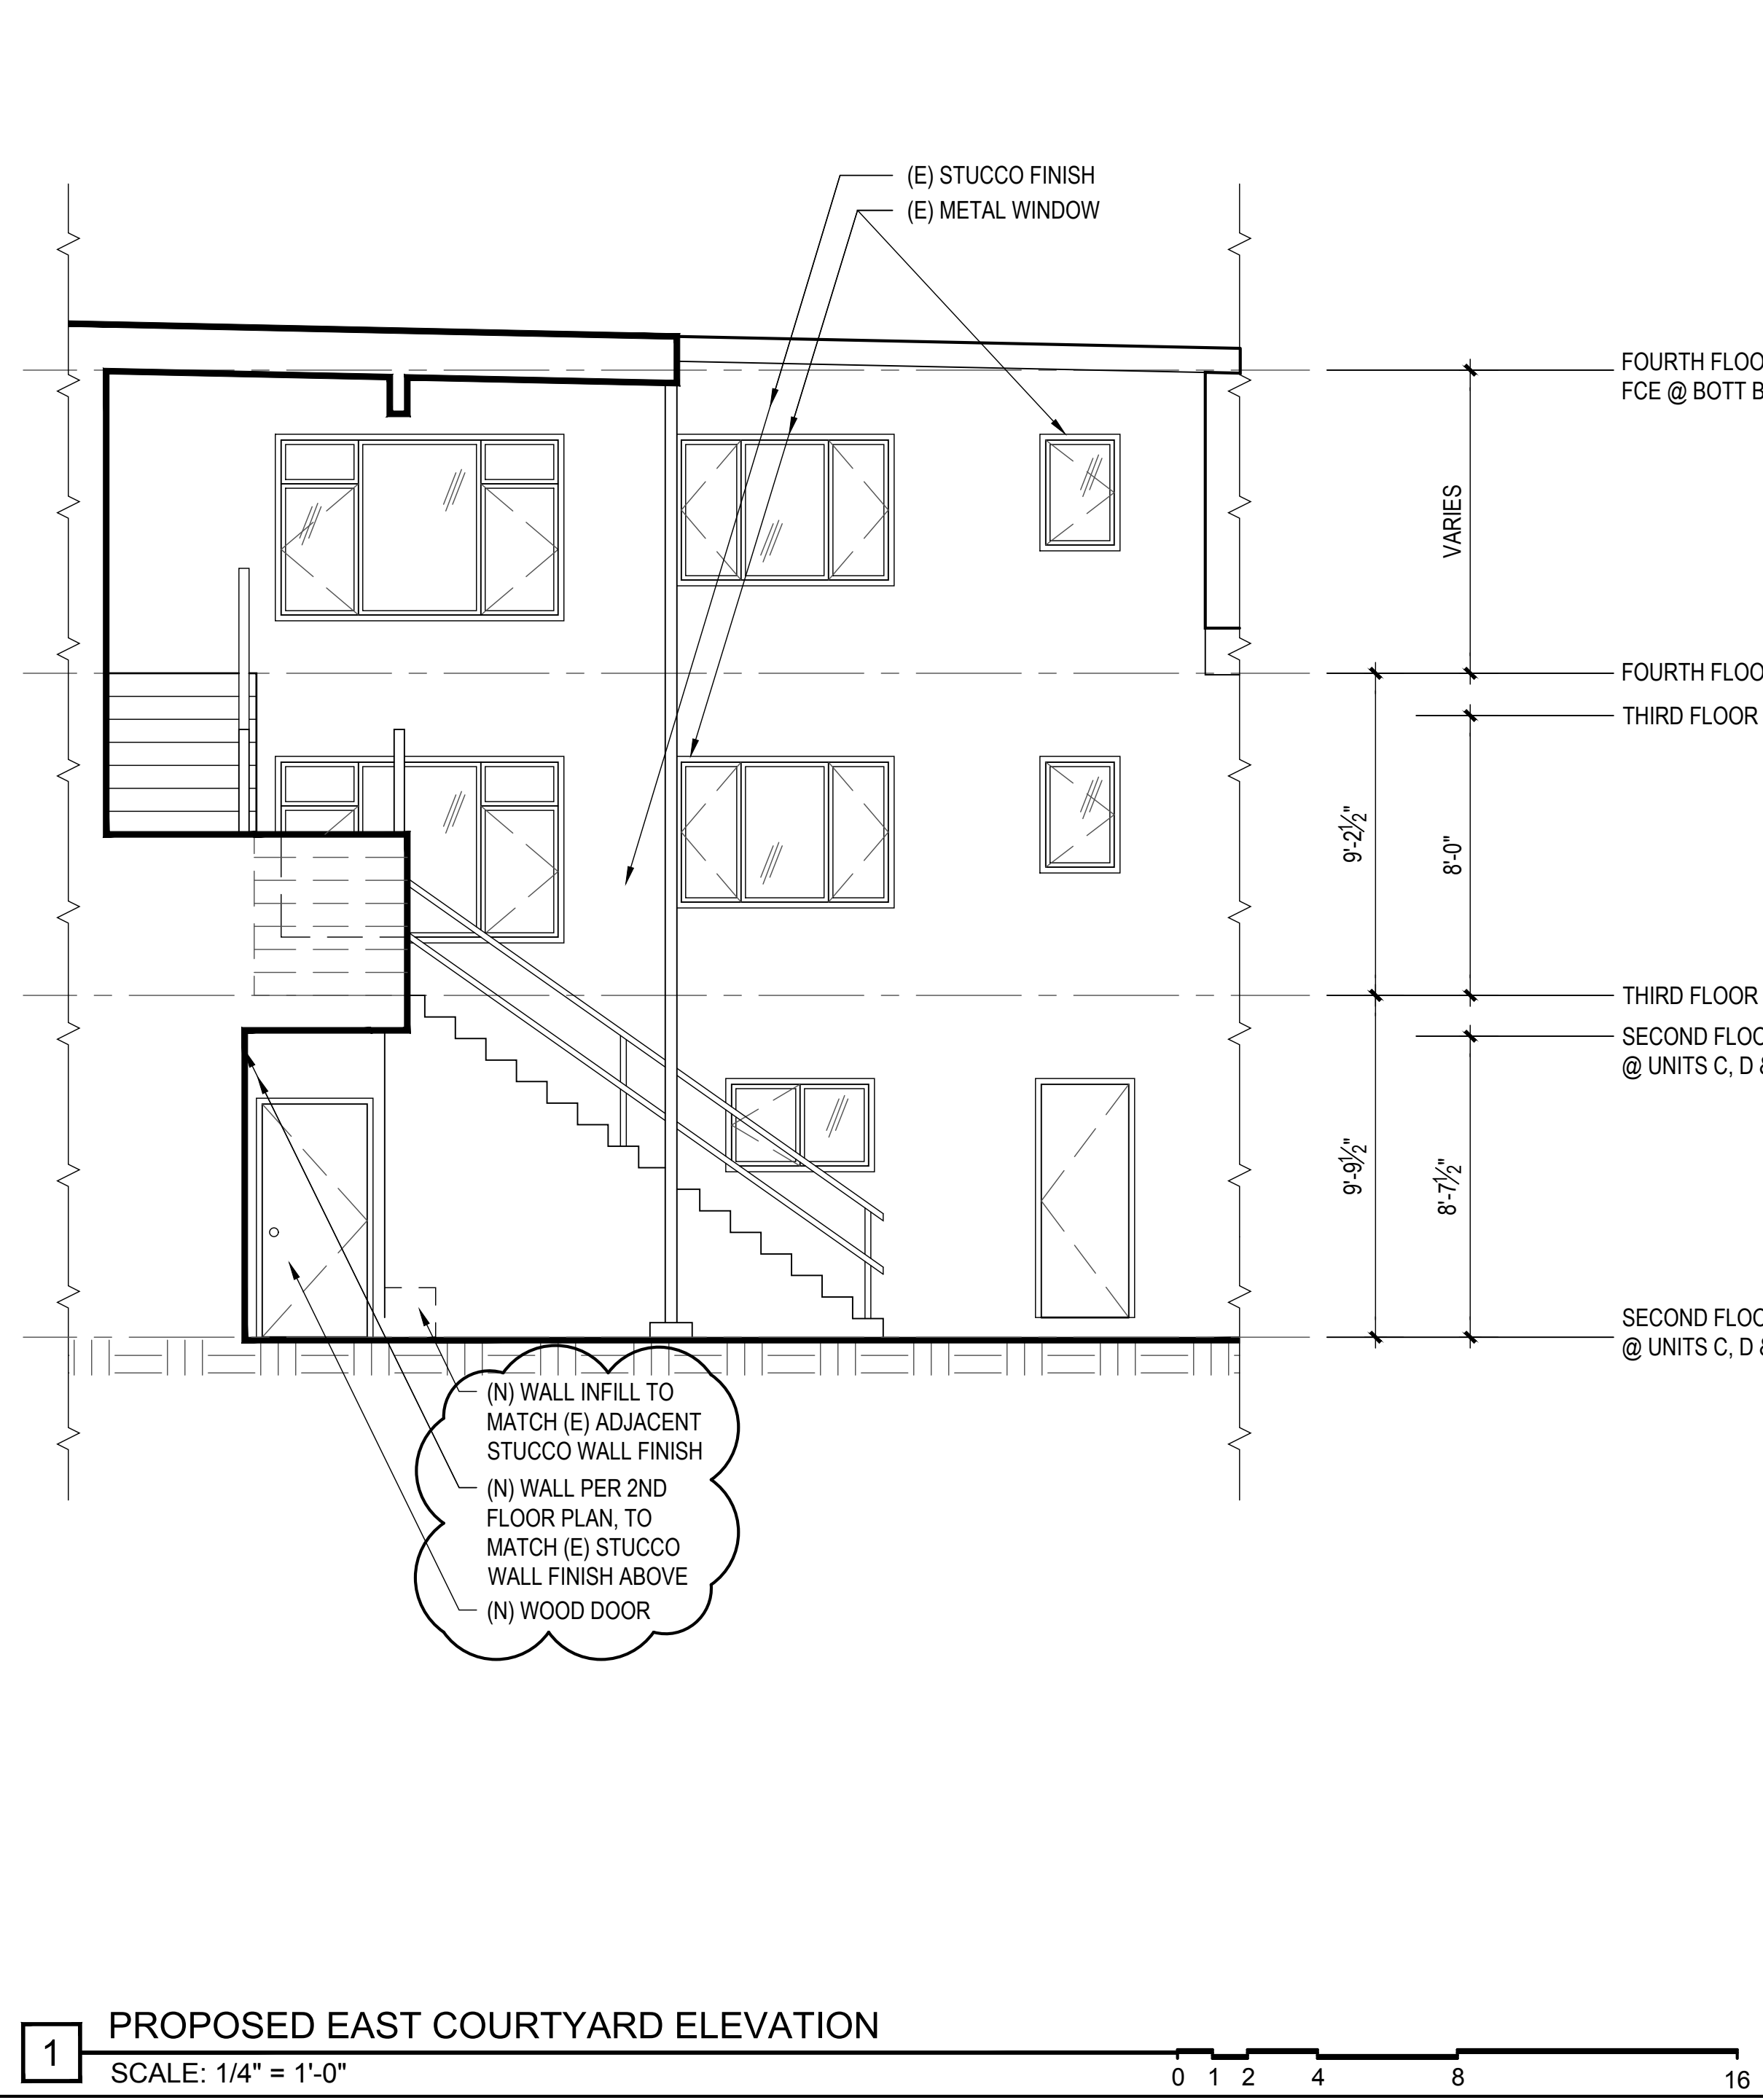 (E) STUCCO FINISH
(E) METAL WINDOW
FOURTH FLOO
FCE @ BOTT B
VARIES
FOURTH FLOO
THIRD FLOOR
9'-2½"
8'-0"
THIRD FLOOR
SECOND FLOO
@ UNITS C, D &
9'-9½"
8'-7½"
SECOND FLOO
@ UNITS C, D &
(N) WALL INFILL TO
MATCH (E) ADJACENT
STUCCO WALL FINISH
(N) WALL PER 2ND
FLOOR PLAN, TO
MATCH (E) STUCCO
WALL FINISH ABOVE
(N) WOOD DOOR
1
PROPOSED EAST COURTYARD ELEVATION
SCALE: 1/4" = 1'-0"
0 1 2 4 8 16